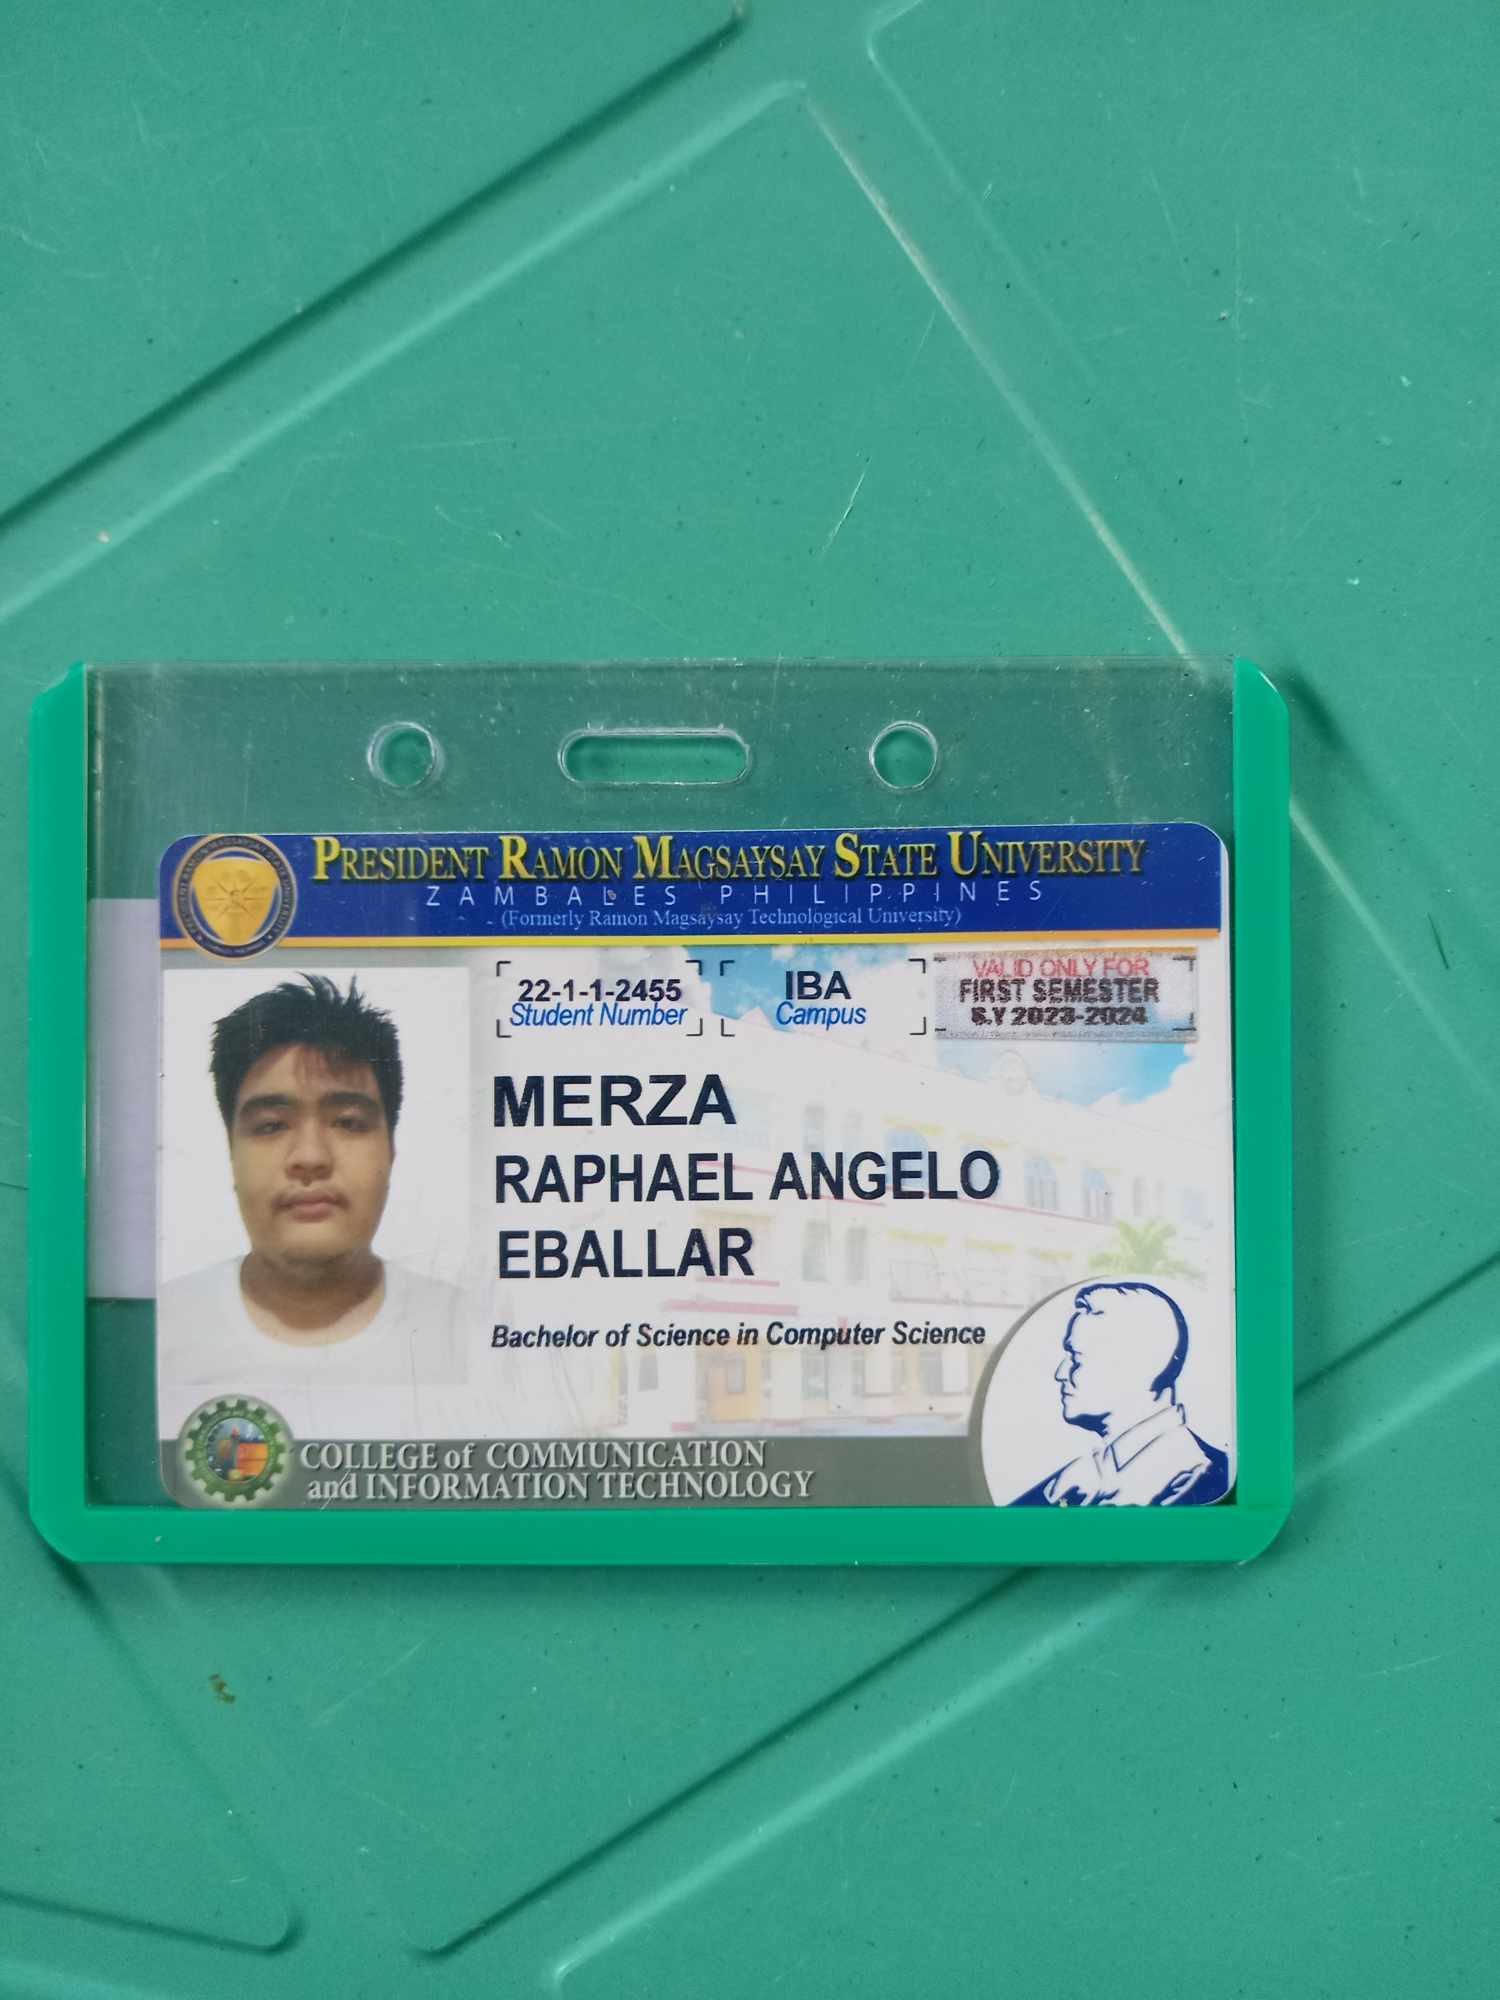 PRESIDENT RAMON MAGSAYSAY STATE UNIVERSITY
ZAMBALES PHILIPPINES
(Formerly Ramon Magsaysay Technological University)
22-1-1-2455
Student Number
IBA
Campus
VALID ONLY FOR
FIRST SEMESTER
S.Y 2023-2024
MERZA
RAPHAEL ANGELO
EBALLAR
Bachelor of Science in Computer Science
COLLEGE of COMMUNICATION
and INFORMATION TECHNOLOGY